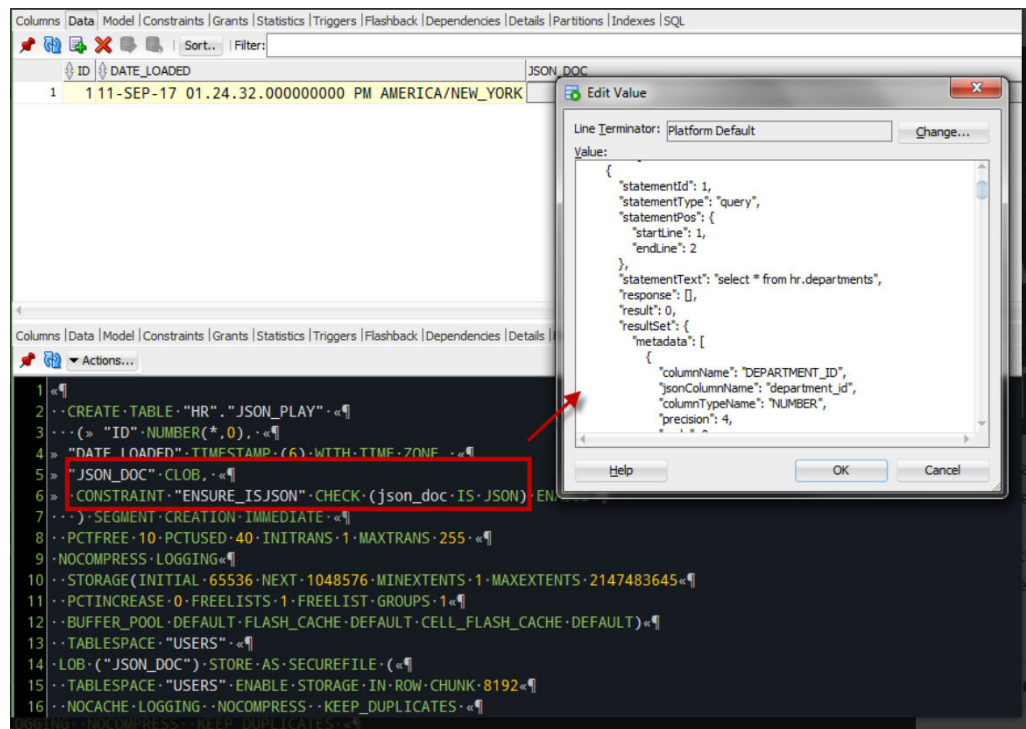 Columns |Data |Model |Constraints |Grants |Statistics |Triggers |Flashback |Dependencies |Details |Partitions |Indexes |SQL
Sort.. Filter:
ID DATE_LOADED JSON_DOC
1 1 11-SEP-17 01.24.32.000000000 PM AMERICA/NEW_YORK
Edit Value
Line Terminator: Platform Default Change...
Value:
{
"statementId": 1,
"statementType": "query",
"statementPos": {
"startLine": 1,
"endLine": 2
},
"statementText": "select * from hr.departments",
"response": [],
"result": 0,
"resultSet": {
"metadata": [
{
"columnName": "DEPARTMENT_ID",
"jsonColumnName": "department_id",
"columnTypeName": "NUMBER",
"precision": 4,
Help OK Cancel
Columns |Data |Model |Constraints |Grants |Statistics |Triggers |Flashback |Dependencies |Details |
Actions...
1 «¶
2 ··CREATE·TABLE·"HR"."JSON_PLAY"·«¶
3 ···(» "ID"·NUMBER(*,0),·«¶
4 » "DATE_LOADED"·TIMESTAMP·(6)·WITH·TIME·ZONE·,·«¶
5 » "JSON_DOC"·CLOB,·«¶
6 » ·CONSTRAINT·"ENSURE_ISJSON"·CHECK·(json_doc·IS·JSON)·
7 ···)·SEGMENT·CREATION·IMMEDIATE·«¶
8 ··PCTFREE·10·PCTUSED·40·INITRANS·1·MAXTRANS·255·«¶
9 ·NOCOMPRESS·LOGGING«¶
10 ··STORAGE(INITIAL·65536·NEXT·1048576·MINEXTENTS·1·MAXEXTENTS·2147483645«¶
11 ··PCTINCREASE·0·FREELISTS·1·FREELIST·GROUPS·1«¶
12 ··BUFFER_POOL·DEFAULT·FLASH_CACHE·DEFAULT·CELL_FLASH_CACHE·DEFAULT)«¶
13 ··TABLESPACE·"USERS"·«¶
14 ·LOB·("JSON_DOC")·STORE·AS·SECUREFILE·(«¶
15 ··TABLESPACE·"USERS"·ENABLE·STORAGE·IN·ROW·CHUNK·8192«¶
16 ··NOCACHE·LOGGING··NOCOMPRESS··KEEP_DUPLICATES·«¶